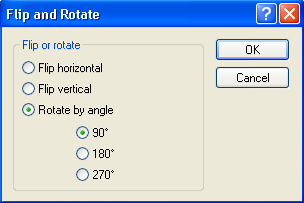 Flip and Rotate
Flip or rotate
OK
Flip horizontal
Cancel
Flip vertical
Rotate by angle
90°
180°
270°